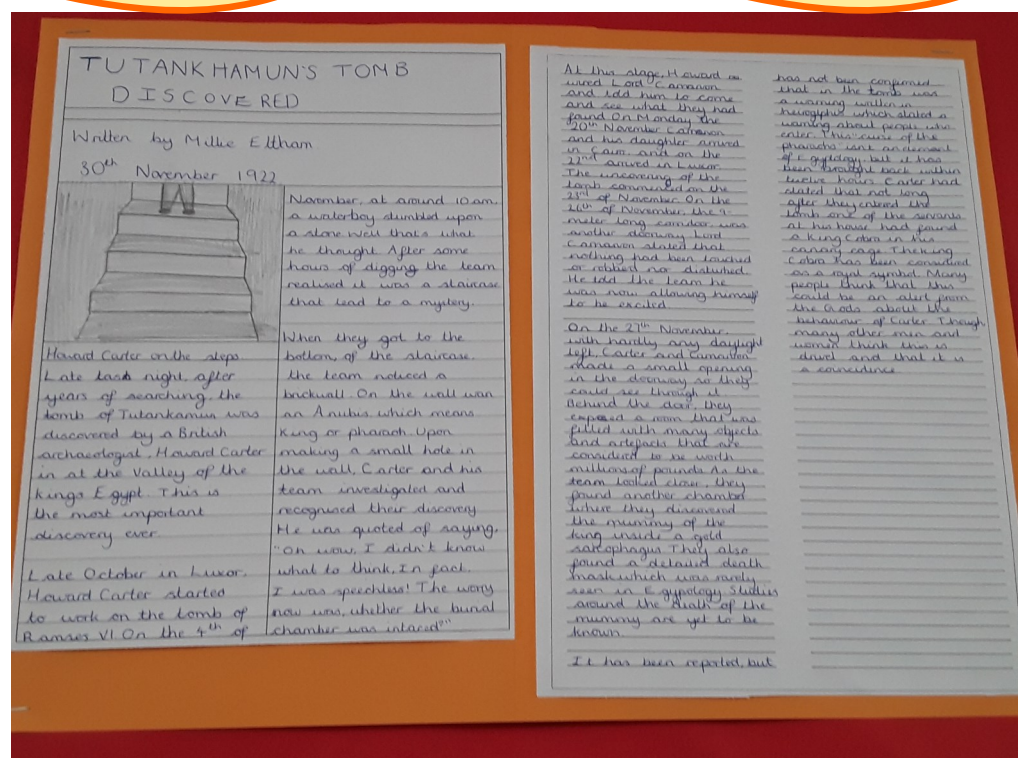 TUTANKHAMUN'S TOMB
DISCOVERED
Written by Millie Eltham
30th November 1922
Howard Carter on the steps
Late last night, after
years of searching, the
tomb of Tutankamun was
discovered by a British
archaeologist, Howard Carter
in at the Valley of the
Kings Egypt. This is
the most important
discovery ever.
Late October in Luxor.
Howard Carter started
to work on the tomb of
Ramses VI On the 4th of
November, at around 10am
a waterboy stumbled upon
a stone. Well that's what
he thought After some
hours of digging the team
realised it was a staircase
that lead to a mystery.
When they got to the
bottom, of the staircase.
the team noticed a
brickwall. On the wall wan
an Anubis which means
King or pharaoh. Upon
making a small hole in
the wall, Carter and his
team investigated and
recognised their discovery
He was quoted of saying,
"Oh wow, I didn't know
what to think, In fact.
I was speechless! The worry
now was, whether the burial
chamber was intaced""
At this stage, Howard
wired Lord Carnavon
and told him to come
and see what they had
found On Monday the
20th November Carnavon
and his daughter arrived
in Cairo, and on the
22nd arrived in Luxor.
The uncovering of the
tomb commenced on the
23rd of November. On the
26th of November, the 9-
meter long corridor, was
another doorway Lord
Carnavon stated that
nothing had been touched
or robbed nor disturbed.
He told the team he
was now allowing himself
to be excited.
On the 27th November,
with hardly any daylight
left, Carter and Carnavon
made a small opening
in the doorway so they
could see through it
Behind the door, they
exposed a room that was
filled with many objects
and artefacts that are
considerd to be worth
millions of pounds As the
team looked closer, they
found another chamber
where they discovered
the mummy of the
king inside a gold
sarcophagus They also
found a detailed death
mask which was rarely
seen in Egypology Studies
around the death of the
mummy are yet to be
known.
It has been reported, but
has not been confirmed
that in the tomb was
a warning written in
hieroglyphics which stated a
warning about people who
enter. This curse of the
pharaohs isnt an element
of Egyptology but it has
been brought back within
twelve hours Carter had
stated that not long
after they entered the
tomb one of the servants
at his house had found
a King Cobra in his
canary cage The king
Cobra has been considered
as a royal symbol. Many
people think that this
could be an alert from
the Gods about the
behaviour of Carter. Though
many other men and
women think this is
drivel and that it is
a coincidence